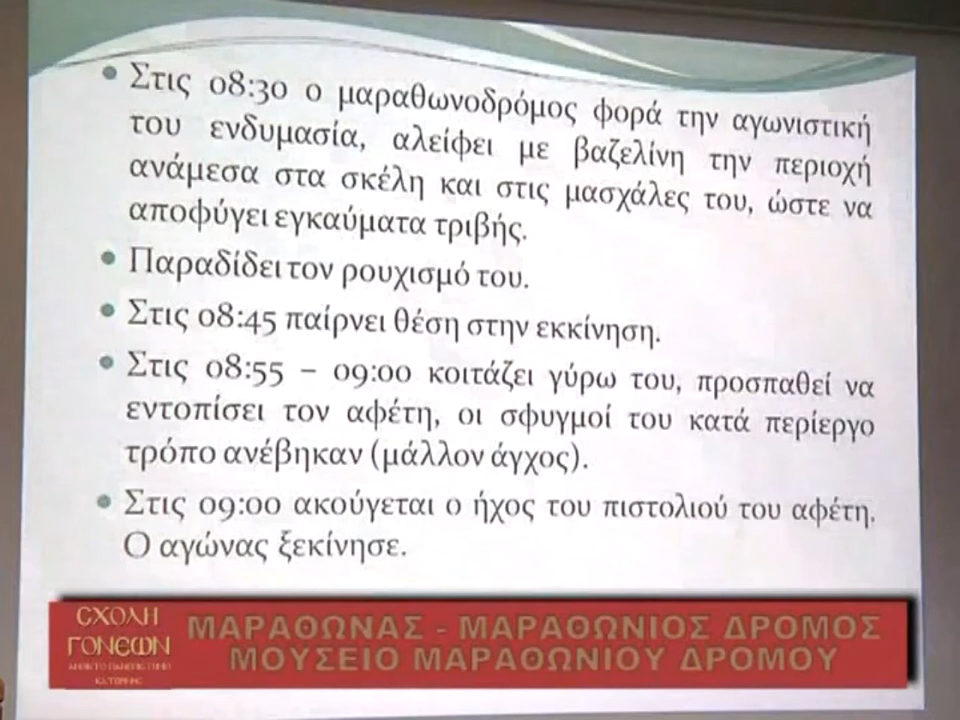 • Στις 08:30 ο μαραθωνοδρόμος φορά την αγωνιστική
του ενδυμασία, αλείφει με βαζελίνη την περιοχή
ανάμεσα στα σκέλη και στις μασχάλες του, ώστε να
αποφύγει εγκαύματα τριβής.
• Παραδίδει τον ρουχισμό του.
• Στις 08:45 παίρνει θέση στην εκκίνηση.
• Στις 08:55 – 09:00 κοιτάζει γύρω του, προσπαθεί να
εντοπίσει τον αφέτη, οι σφυγμοί του κατά περίεργο
τρόπο ανέβηκαν (μάλλον άγχος).
• Στις 09:00 ακούγεται ο ήχος του πιστολιού του αφέτη.
Ο αγώνας ξεκίνησε.
ΣΧΟΛΗ
ΓΟΝΕΩΝ
ΑΝΟΙΚΤΟ ΠΑΝΕΠΙΣΤΗΜΙΟ
ΚΑΤΕΡΙΝΗΣ
ΜΑΡΑΘΩΝΑΣ - ΜΑΡΑΘΩΝΙΟΣ ΔΡΟΜΟΣ
ΜΟΥΣΕΙΟ ΜΑΡΑΘΩΝΙΟΥ ΔΡΟΜΟΥ